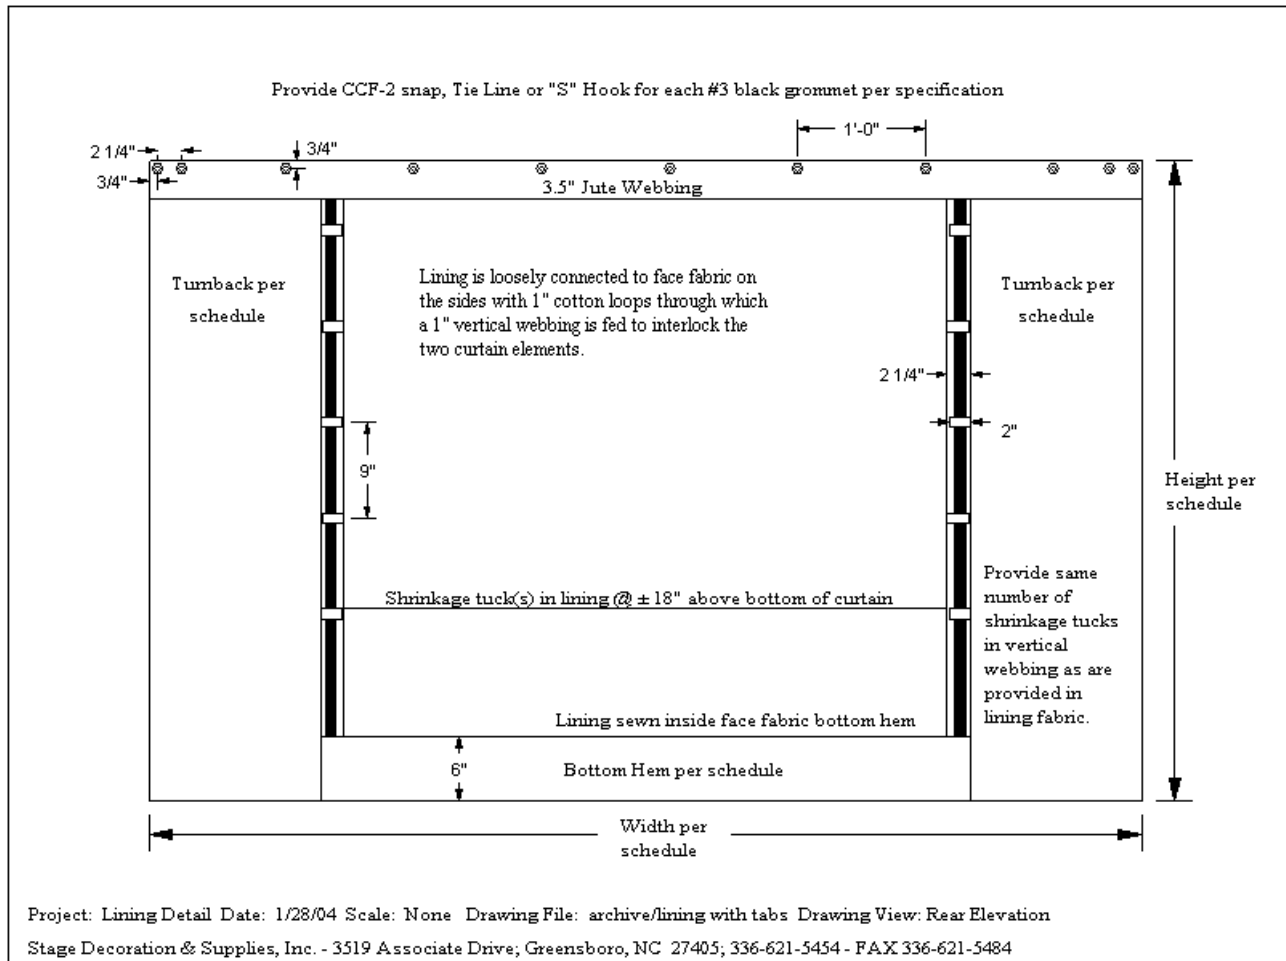 Provide CCF-2 snap, Tie Line or "S" Hook for each #3 black grommet per specification
1'-0"
2 1/4"
3/4"
3/4"
3.5" Jute Webbing
Turnback per
schedule
Lining is loosely connected to face fabric on
the sides with 1" cotton loops through which
a 1" vertical webbing is fed to interlock the
two curtain elements.
Turnback per
schedule
2 1/4"
2"
9"
Height per
schedule
Shrinkage tuck(s) in lining @ ± 18" above bottom of curtain
Provide same
number of
shrinkage tucks
in vertical
webbing as are
provided in
lining fabric.
Lining sewn inside face fabric bottom hem
6"
Bottom Hem per schedule
Width per
schedule
Project: Lining Detail Date: 1/28/04 Scale: None Drawing File: archive/lining with tabs Drawing View: Rear Elevation
Stage Decoration & Supplies, Inc. - 3519 Associate Drive; Greensboro, NC 27405; 336-621-5454 - FAX 336-621-5484